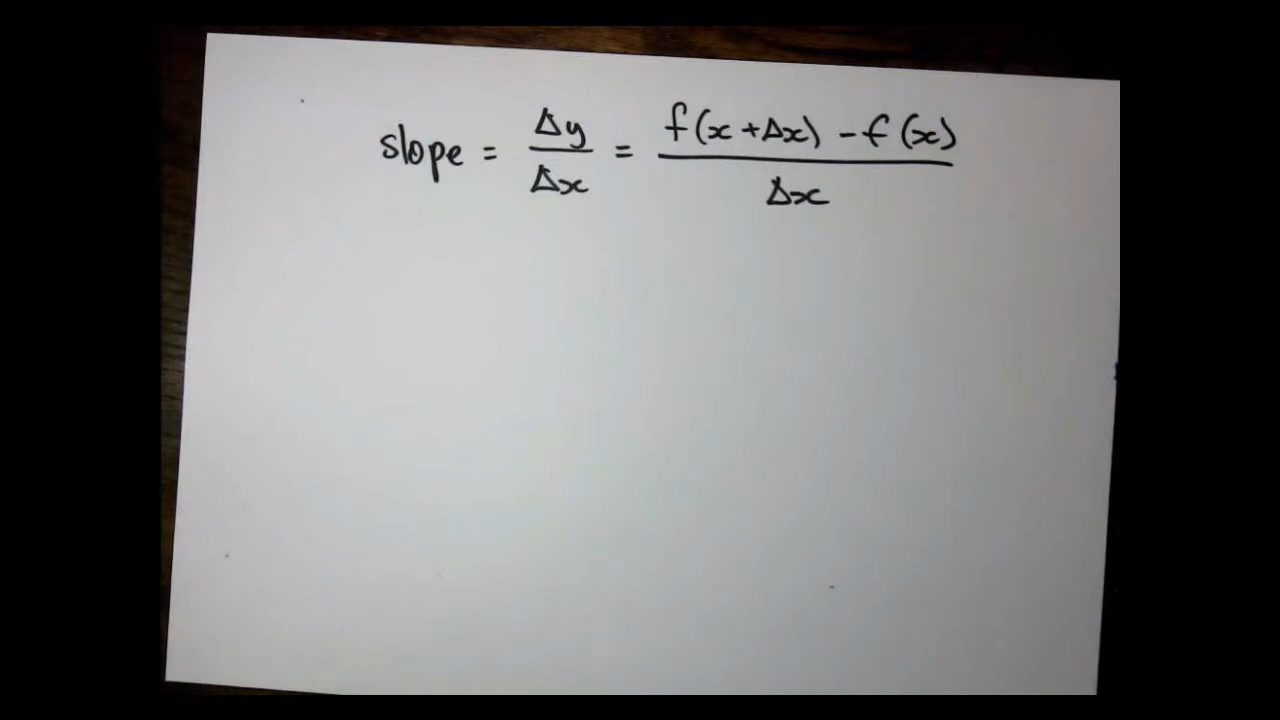 slope = Δy/Δx = f(x+Δx) - f(x)/Δx